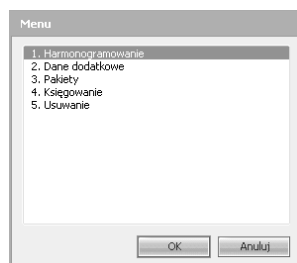 Menu
1. Harmonogramowanie
2. Dane dodatkowe
3. Pakiety
4. Księgowanie
5. Usuwanie
OK Anuluj